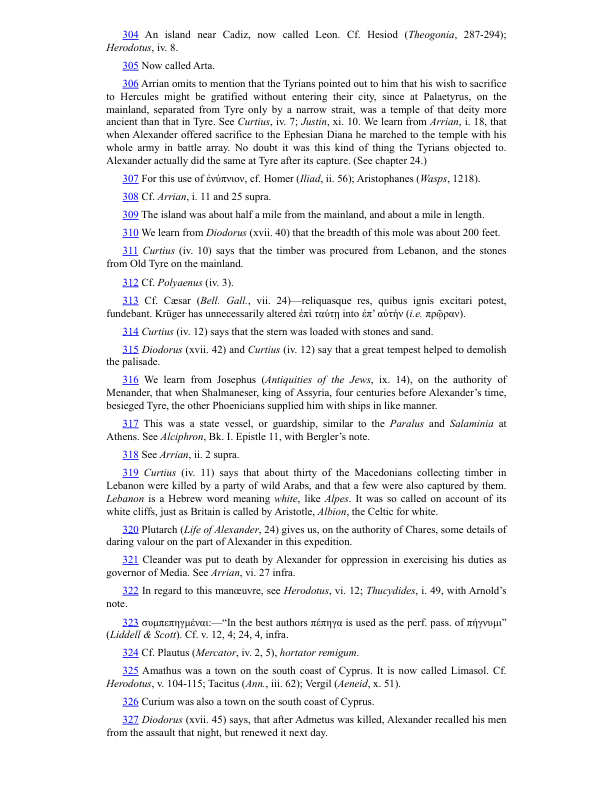 304 An island near Cadiz, now called Leon. Cf. Hesiod (Theogonia, 287-294);
Herodotus, iv. 8.
305 Now called Arta.
306 Arrian omits to mention that the Tyrians pointed out to him that his wish to sacrifice
to Hercules might be gratified without entering their city, since at Palaetyrus, on the
mainland, separated from Tyre only by a narrow strait, was a temple of that deity more
ancient than that in Tyre. See Curtius, iv. 7; Justin, xi. 10. We learn from Arrian, i. 18, that
when Alexander offered sacrifice to the Ephesian Diana he marched to the temple with his
whole army in battle array. No doubt it was this kind of thing the Tyrians objected to.
Alexander actually did the same at Tyre after its capture. (See chapter 24.)
307 For this use of ἐνύπνιον, cf. Homer (Iliad, ii. 56); Aristophanes (Wasps, 1218).
308 Cf. Arrian, i. 11 and 25 supra.
309 The island was about half a mile from the mainland, and about a mile in length.
310 We learn from Diodorus (xvii. 40) that the breadth of this mole was about 200 feet.
311 Curtius (iv. 10) says that the timber was procured from Lebanon, and the stones
from Old Tyre on the mainland.
312 Cf. Polyaenus (iv. 3).
313 Cf. Cæsar (Bell. Gall., vii. 24)—reliquasque res, quibus ignis excitari potest,
fundebant. Krüger has unnecessarily altered ἐπὶ ταύτη into ἐπ’ αὐτήν (i.e. πρῷραν).
314 Curtius (iv. 12) says that the stern was loaded with stones and sand.
315 Diodorus (xvii. 42) and Curtius (iv. 12) say that a great tempest helped to demolish
the palisade.
316 We learn from Josephus (Antiquities of the Jews, ix. 14), on the authority of
Menander, that when Shalmaneser, king of Assyria, four centuries before Alexander’s time,
besieged Tyre, the other Phoenicians supplied him with ships in like manner.
317 This was a state vessel, or guardship, similar to the Paralus and Salaminia at
Athens. See Alciphron, Bk. I. Epistle 11, with Bergler’s note.
318 See Arrian, ii. 2 supra.
319 Curtius (iv. 11) says that about thirty of the Macedonians collecting timber in
Lebanon were killed by a party of wild Arabs, and that a few were also captured by them.
Lebanon is a Hebrew word meaning white, like Alpes. It was so called on account of its
white cliffs, just as Britain is called by Aristotle, Albion, the Celtic for white.
320 Plutarch (Life of Alexander, 24) gives us, on the authority of Chares, some details of
daring valour on the part of Alexander in this expedition.
321 Cleander was put to death by Alexander for oppression in exercising his duties as
governor of Media. See Arrian, vi. 27 infra.
322 In regard to this manœuvre, see Herodotus, vi. 12; Thucydides, i. 49, with Arnold’s
note.
323 συμπεπηγμέναι:—“In the best authors πέπηγα is used as the perf. pass. of πήγνυμι”
(Liddell & Scott). Cf. v. 12, 4; 24, 4, infra.
324 Cf. Plautus (Mercator, iv. 2, 5), hortator remigum.
325 Amathus was a town on the south coast of Cyprus. It is now called Limasol. Cf.
Herodotus, v. 104-115; Tacitus (Ann., iii. 62); Vergil (Aeneid, x. 51).
326 Curium was also a town on the south coast of Cyprus.
327 Diodorus (xvii. 45) says, that after Admetus was killed, Alexander recalled his men
from the assault that night, but renewed it next day.